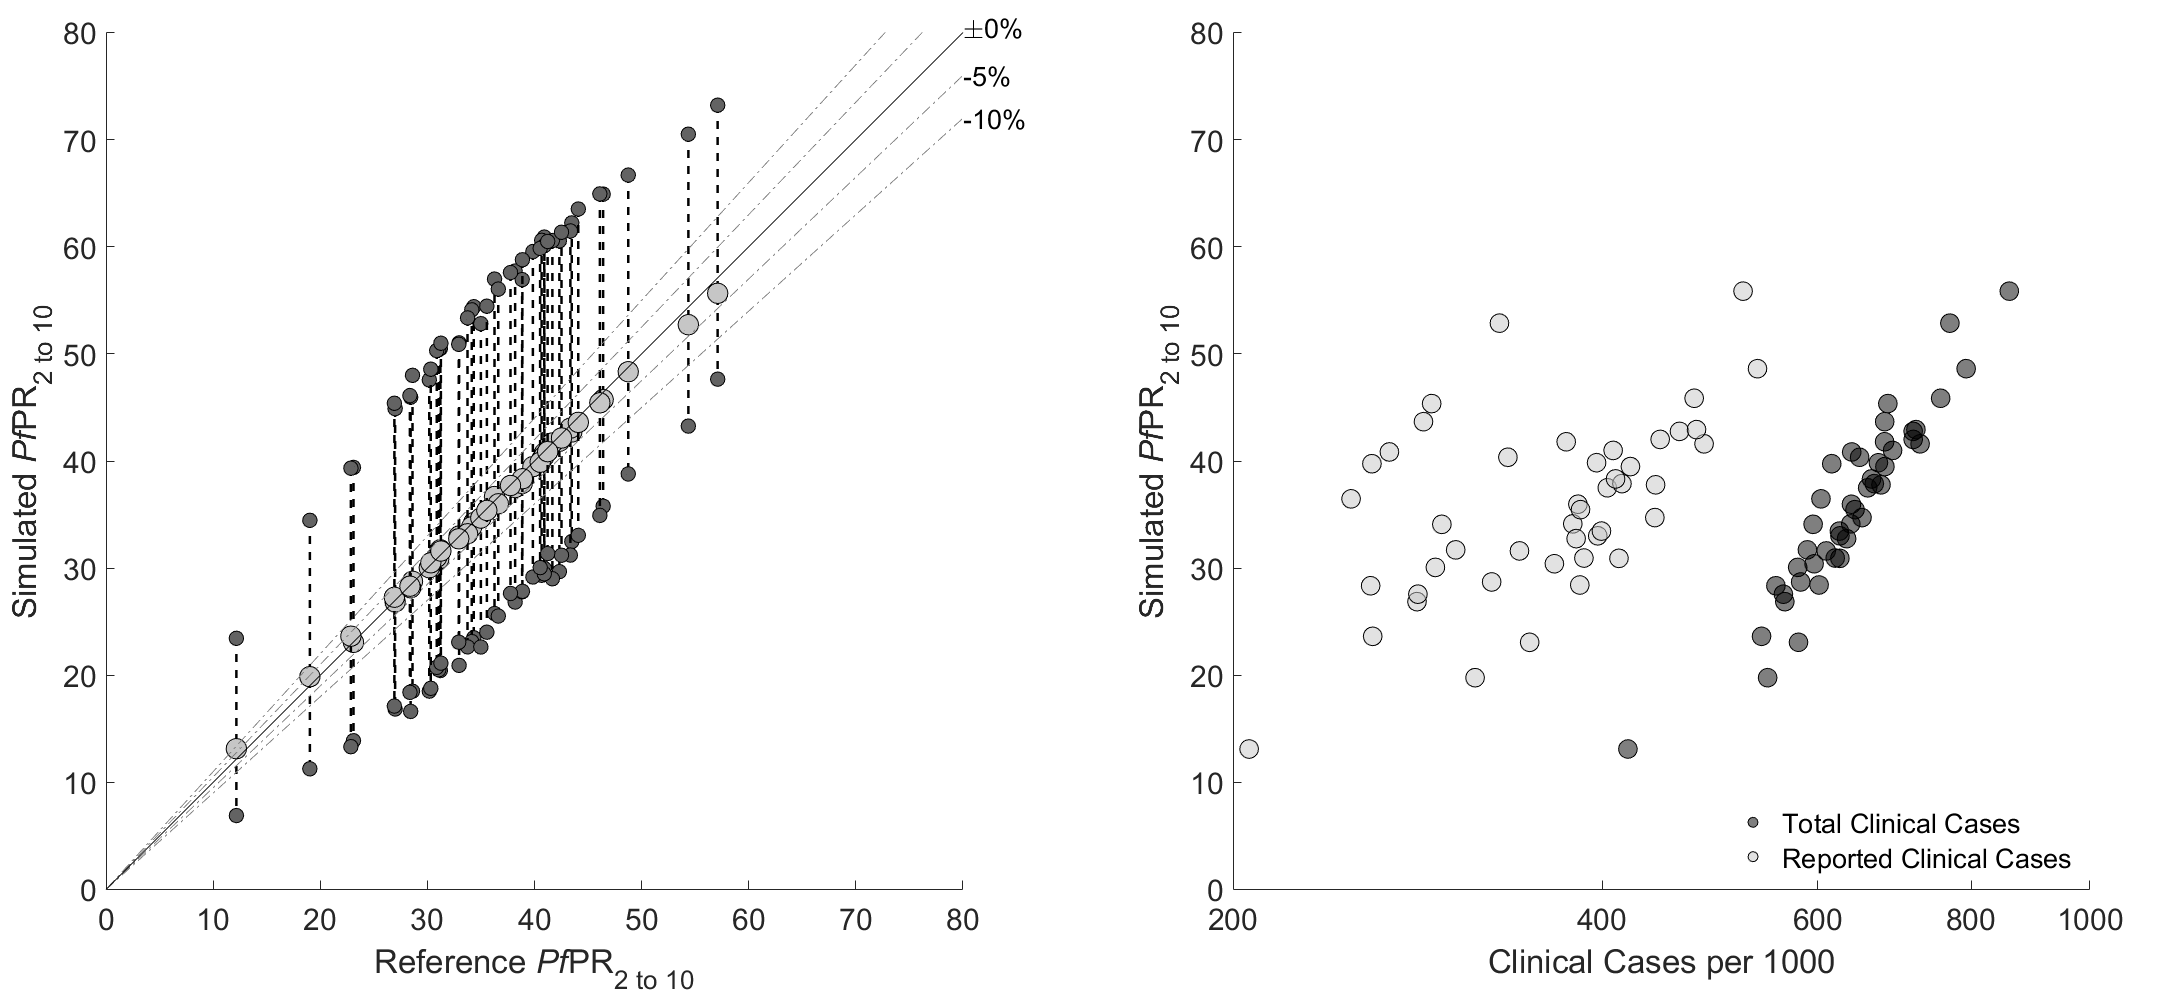 80
70
60
50
40
30
20
10
0
Simulated PfPR2 to 10
0 10 20 30 40 50 60 70 80
Reference PfPR2 to 10
±0%
-5%
-10%
80
70
60
50
40
30
20
10
0
Simulated PfPR2 to 10
Total Clinical Cases
Reported Clinical Cases
200 400 600 800 1000
Clinical Cases per 1000